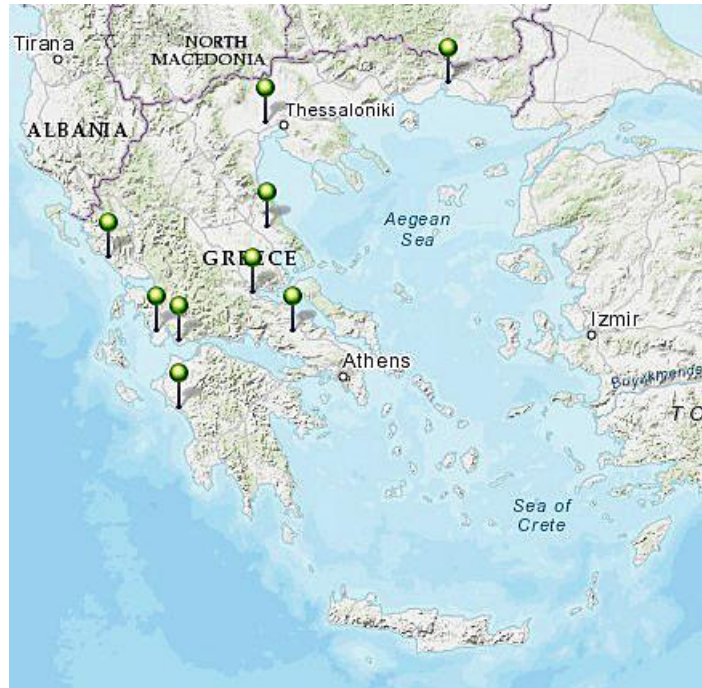 Tirana
NORTH
MACEDONIA
Thessaloniki
ALBANIA
Aegean
Sea
GREECE
Izmir
Athens
Sea of
Crete